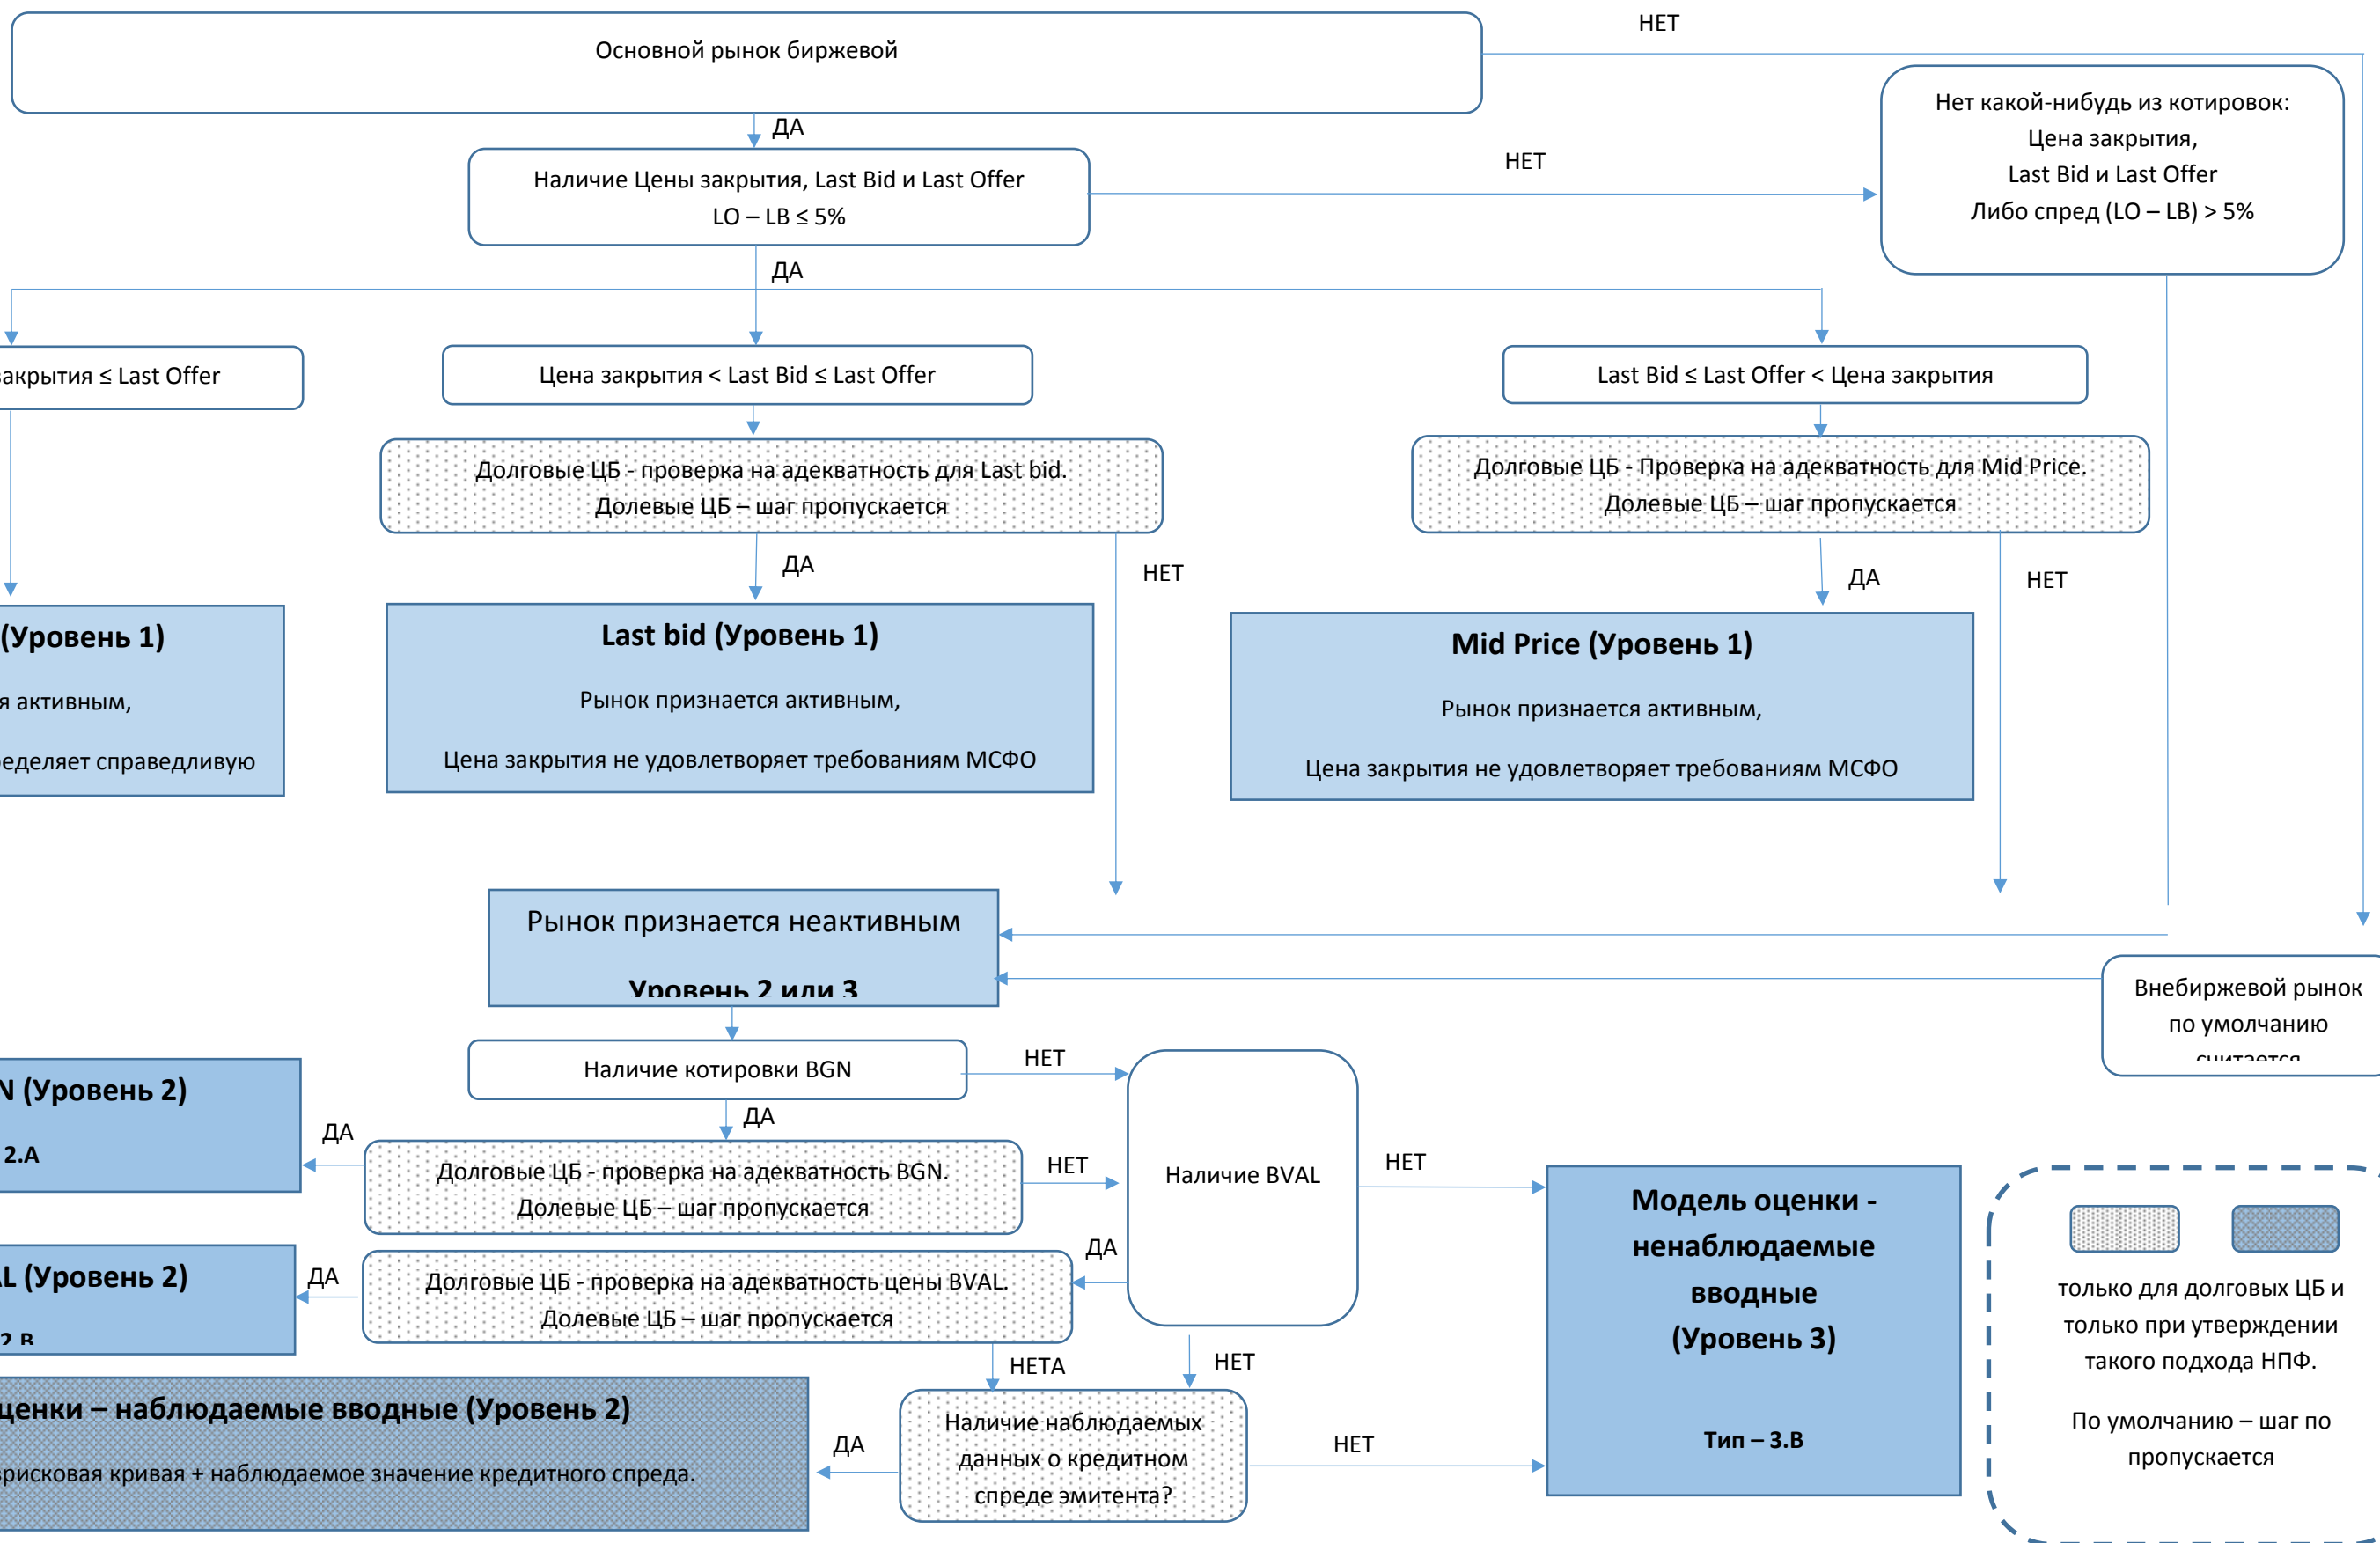 НЕТ
Основной рынок биржевой
Нет какой-нибудь из котировок:
Цена закрытия,
Last Bid и Last Offer
Либо спред (LO – LB) > 5%
ДА
НЕТ
Наличие Цены закрытия, Last Bid и Last Offer
LO – LB ≤ 5%
ДА
закрытия ≤ Last Offer
Цена закрытия < Last Bid ≤ Last Offer
Last Bid ≤ Last Offer < Цена закрытия
Долговые ЦБ - проверка на адекватность для Last bid.
Долевые ЦБ – шаг пропускается
Долговые ЦБ - Проверка на адекватность для Mid Price.
Долевые ЦБ – шаг пропускается
ДА
НЕТ
ДА
НЕТ
(Уровень 1)
я активным,
ределяет справедливую
Last bid (Уровень 1)
Рынок признается активным,
Цена закрытия не удовлетворяет требованиям МСФО
Mid Price (Уровень 1)
Рынок признается активным,
Цена закрытия не удовлетворяет требованиям МСФО
Рынок признается неактивным
Уровень 2 или 3
Внебиржевой рынок
по умолчанию
считается
Наличие котировки BGN
НЕТ
ДА
N (Уровень 2)
2.А
ДА
Долговые ЦБ - проверка на адекватность BGN.
Долевые ЦБ – шаг пропускается
НЕТ
Наличие BVAL
НЕТ
ДА
AL (Уровень 2)
2.В
ДА
Долговые ЦБ - проверка на адекватность цены BVAL.
Долевые ЦБ – шаг пропускается
Модель оценки -
ненаблюдаемые
вводные
(Уровень 3)
Тип – 3.В
только для долговых ЦБ и
только при утверждении
такого подхода НПФ.
По умолчанию – шаг по
пропускается
НЕТА
НЕТ
ценки – наблюдаемые вводные (Уровень 2)
рисковая кривая + наблюдаемое значение кредитного спреда.
ДА
Наличие наблюдаемых
данных о кредитном
спреде эмитента?
НЕТ